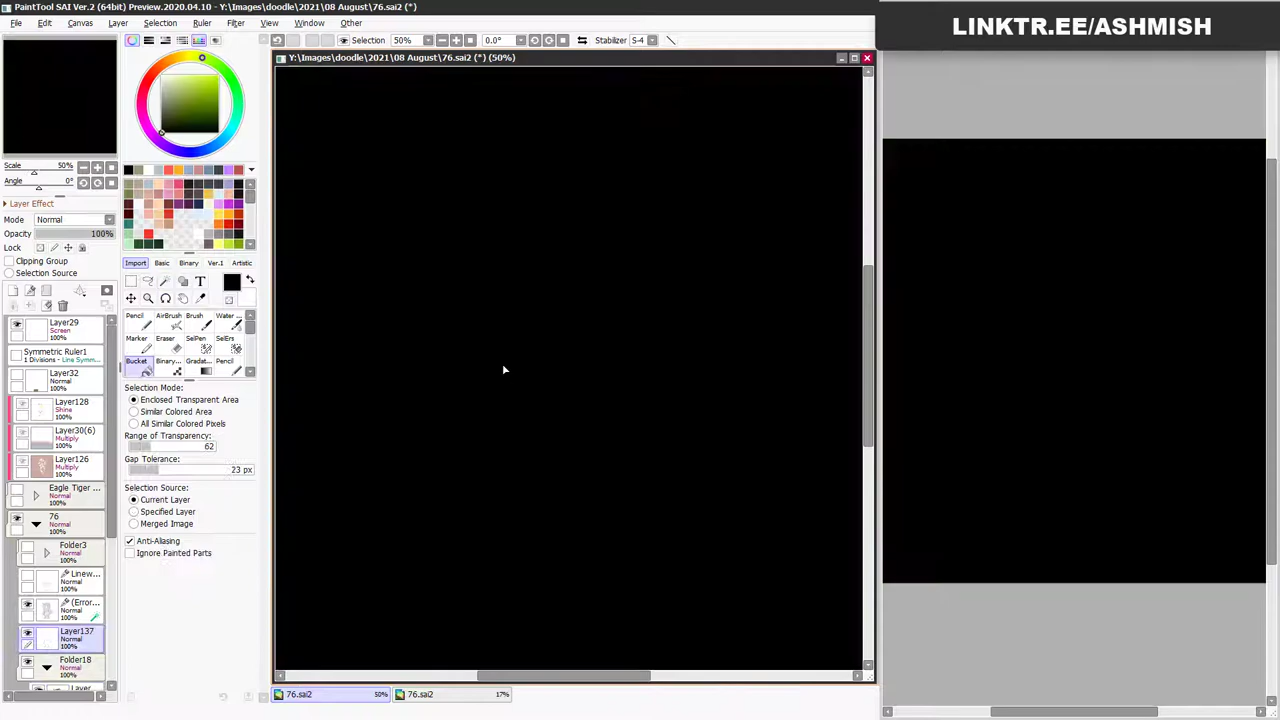 PaintTool SAI Ver.2 (64bit) Preview.2020.04.10 - Y:\Images\doodle\2021\08 August\76.sai2 (*)
LINKTR.EE/ASHMISH
File Edit Canvas Layer Selection Ruler Filter View Window Other
Selection 50% 0.0° Stabilizer S-4
Y:\Images\doodle\2021\08 August\76.sai2 (*) (50%)
Scale 50%
Angle 0°
Layer Effect
Mode Normal
Opacity 100%
Lock
Clipping Group
Selection Source
Layer29
Screen
100%
Symmetric Ruler1
1 Divisions - Line Symm...
Layer32
Normal
100%
Layer128
Shine
100%
Layer30(6)
Multiply
100%
Layer126
Multiply
100%
Eagle Tiger ...
Normal
100%
76
Normal
100%
Folder3
Normal
100%
Linew...
Normal
100%
(Error...
Normal
100%
Layer137
Normal
100%
Folder18
Normal
100%
Layer
Import Basic Binary Ver.1 Artistic
T
Pencil AirBrush Brush Water ...
Marker Eraser SelPen SelErs
Bucket Binary... Gradat... Pencil
Selection Mode:
Enclosed Transparent Area
Similar Colored Area
All Similar Colored Pixels
Range of Transparency:
62
Gap Tolerance:
23 px
Selection Source:
Current Layer
Specified Layer
Merged Image
Anti-Aliasing
Ignore Painted Parts
76.sai2 50% 76.sai2 17%